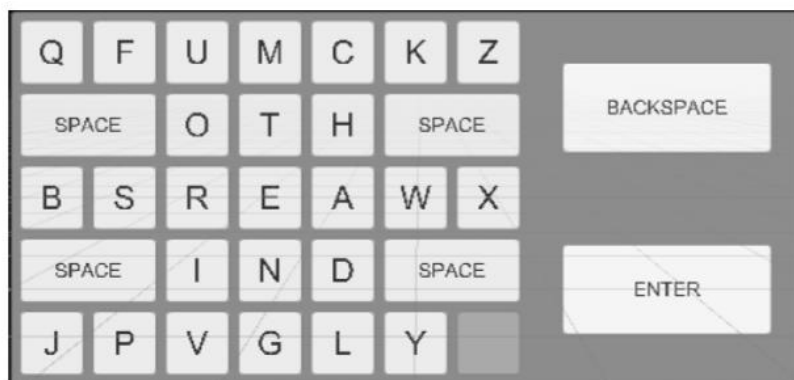 Q F U M C K Z
SPACE O T H SPACE
BACKSPACE
B S R E A W X
SPACE I N D SPACE
ENTER
J P V G L Y